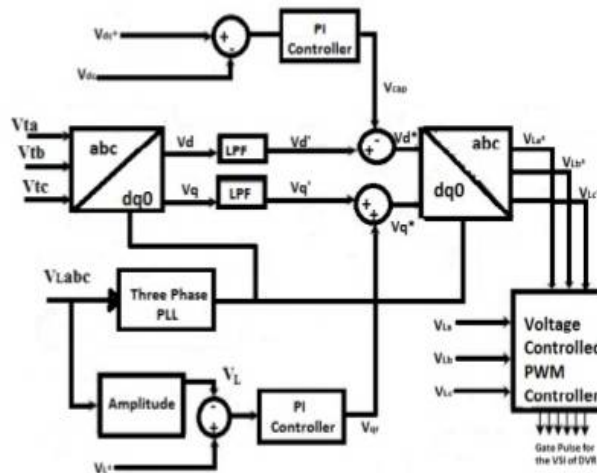 Vdc*
+
-
PI
Controller
Vdc
Vcap
Vta
Vtb
Vtc
abc
dq0
Vd
LPF
Vd'
+
-
Vd*
Vq
LPF
Vq'
+
+
Vq*
abc
dq0
VLa*
VLb*
VLc
VLabc
Three Phase
PLL
VLa
VLb
VLc
Voltage
Controlled
PWM
Controller
Amplitude
VL
-
+
PI
Controller
VL*
Gate Pulse for
the VSI of DVR